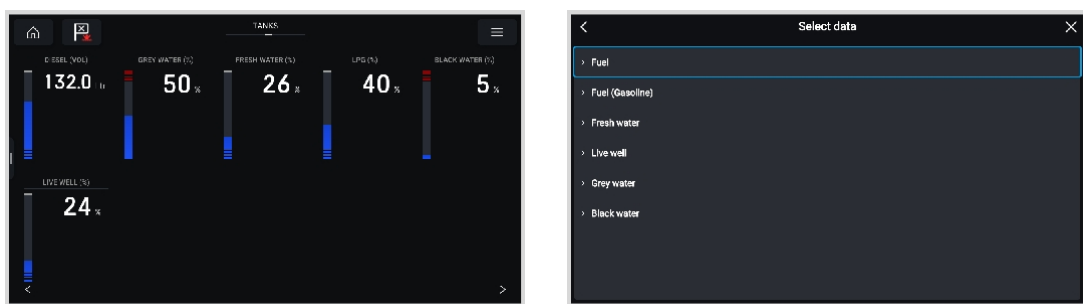 TANKS
DIESEL (VOL)
132.0 ltr
GREY WATER (%)
50 %
FRESH WATER (%)
26 %
LPG (%)
40 %
BLACK WATER (%)
5 %
LIVE WELL (%)
24 %
Select data
Fuel
Fuel (Gasoline)
Fresh water
Live well
Grey water
Black water